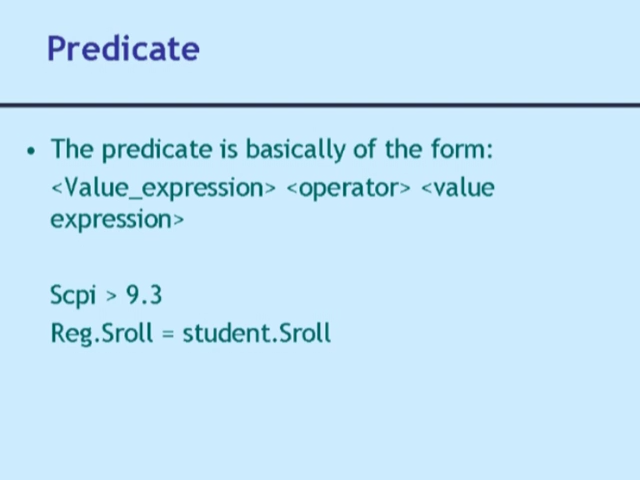 Predicate
• The predicate is basically of the form:
<Value_expression> <operator> <value
expression>
Scpi > 9.3
Reg.Sroll = student.Sroll